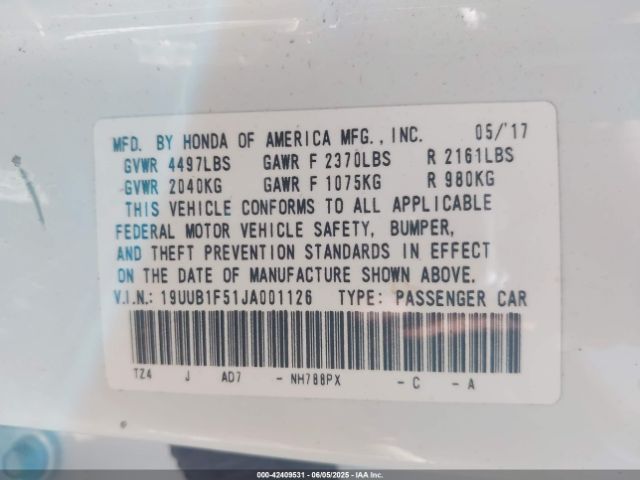 MFD. BY HONDA OF AMERICA MFG., INC. 05/'17
GVWR 4497LBS GAWR F 2370LBS R 2161LBS
GVWR 2040KG GAWR F 1075KG R 980KG
THIS VEHICLE CONFORMS TO ALL APPLICABLE
FEDERAL MOTOR VEHICLE SAFETY, BUMPER,
AND THEFT PREVENTION STANDARDS IN EFFECT
ON THE DATE OF MANUFACTURE SHOWN ABOVE.
V.I.N.: 19UUB1F51JA001126 TYPE: PASSENGER CAR
TZ4 J AD7 - NH788PX - C - A
000-42409531 - 06/05/2025 - IAA Inc.